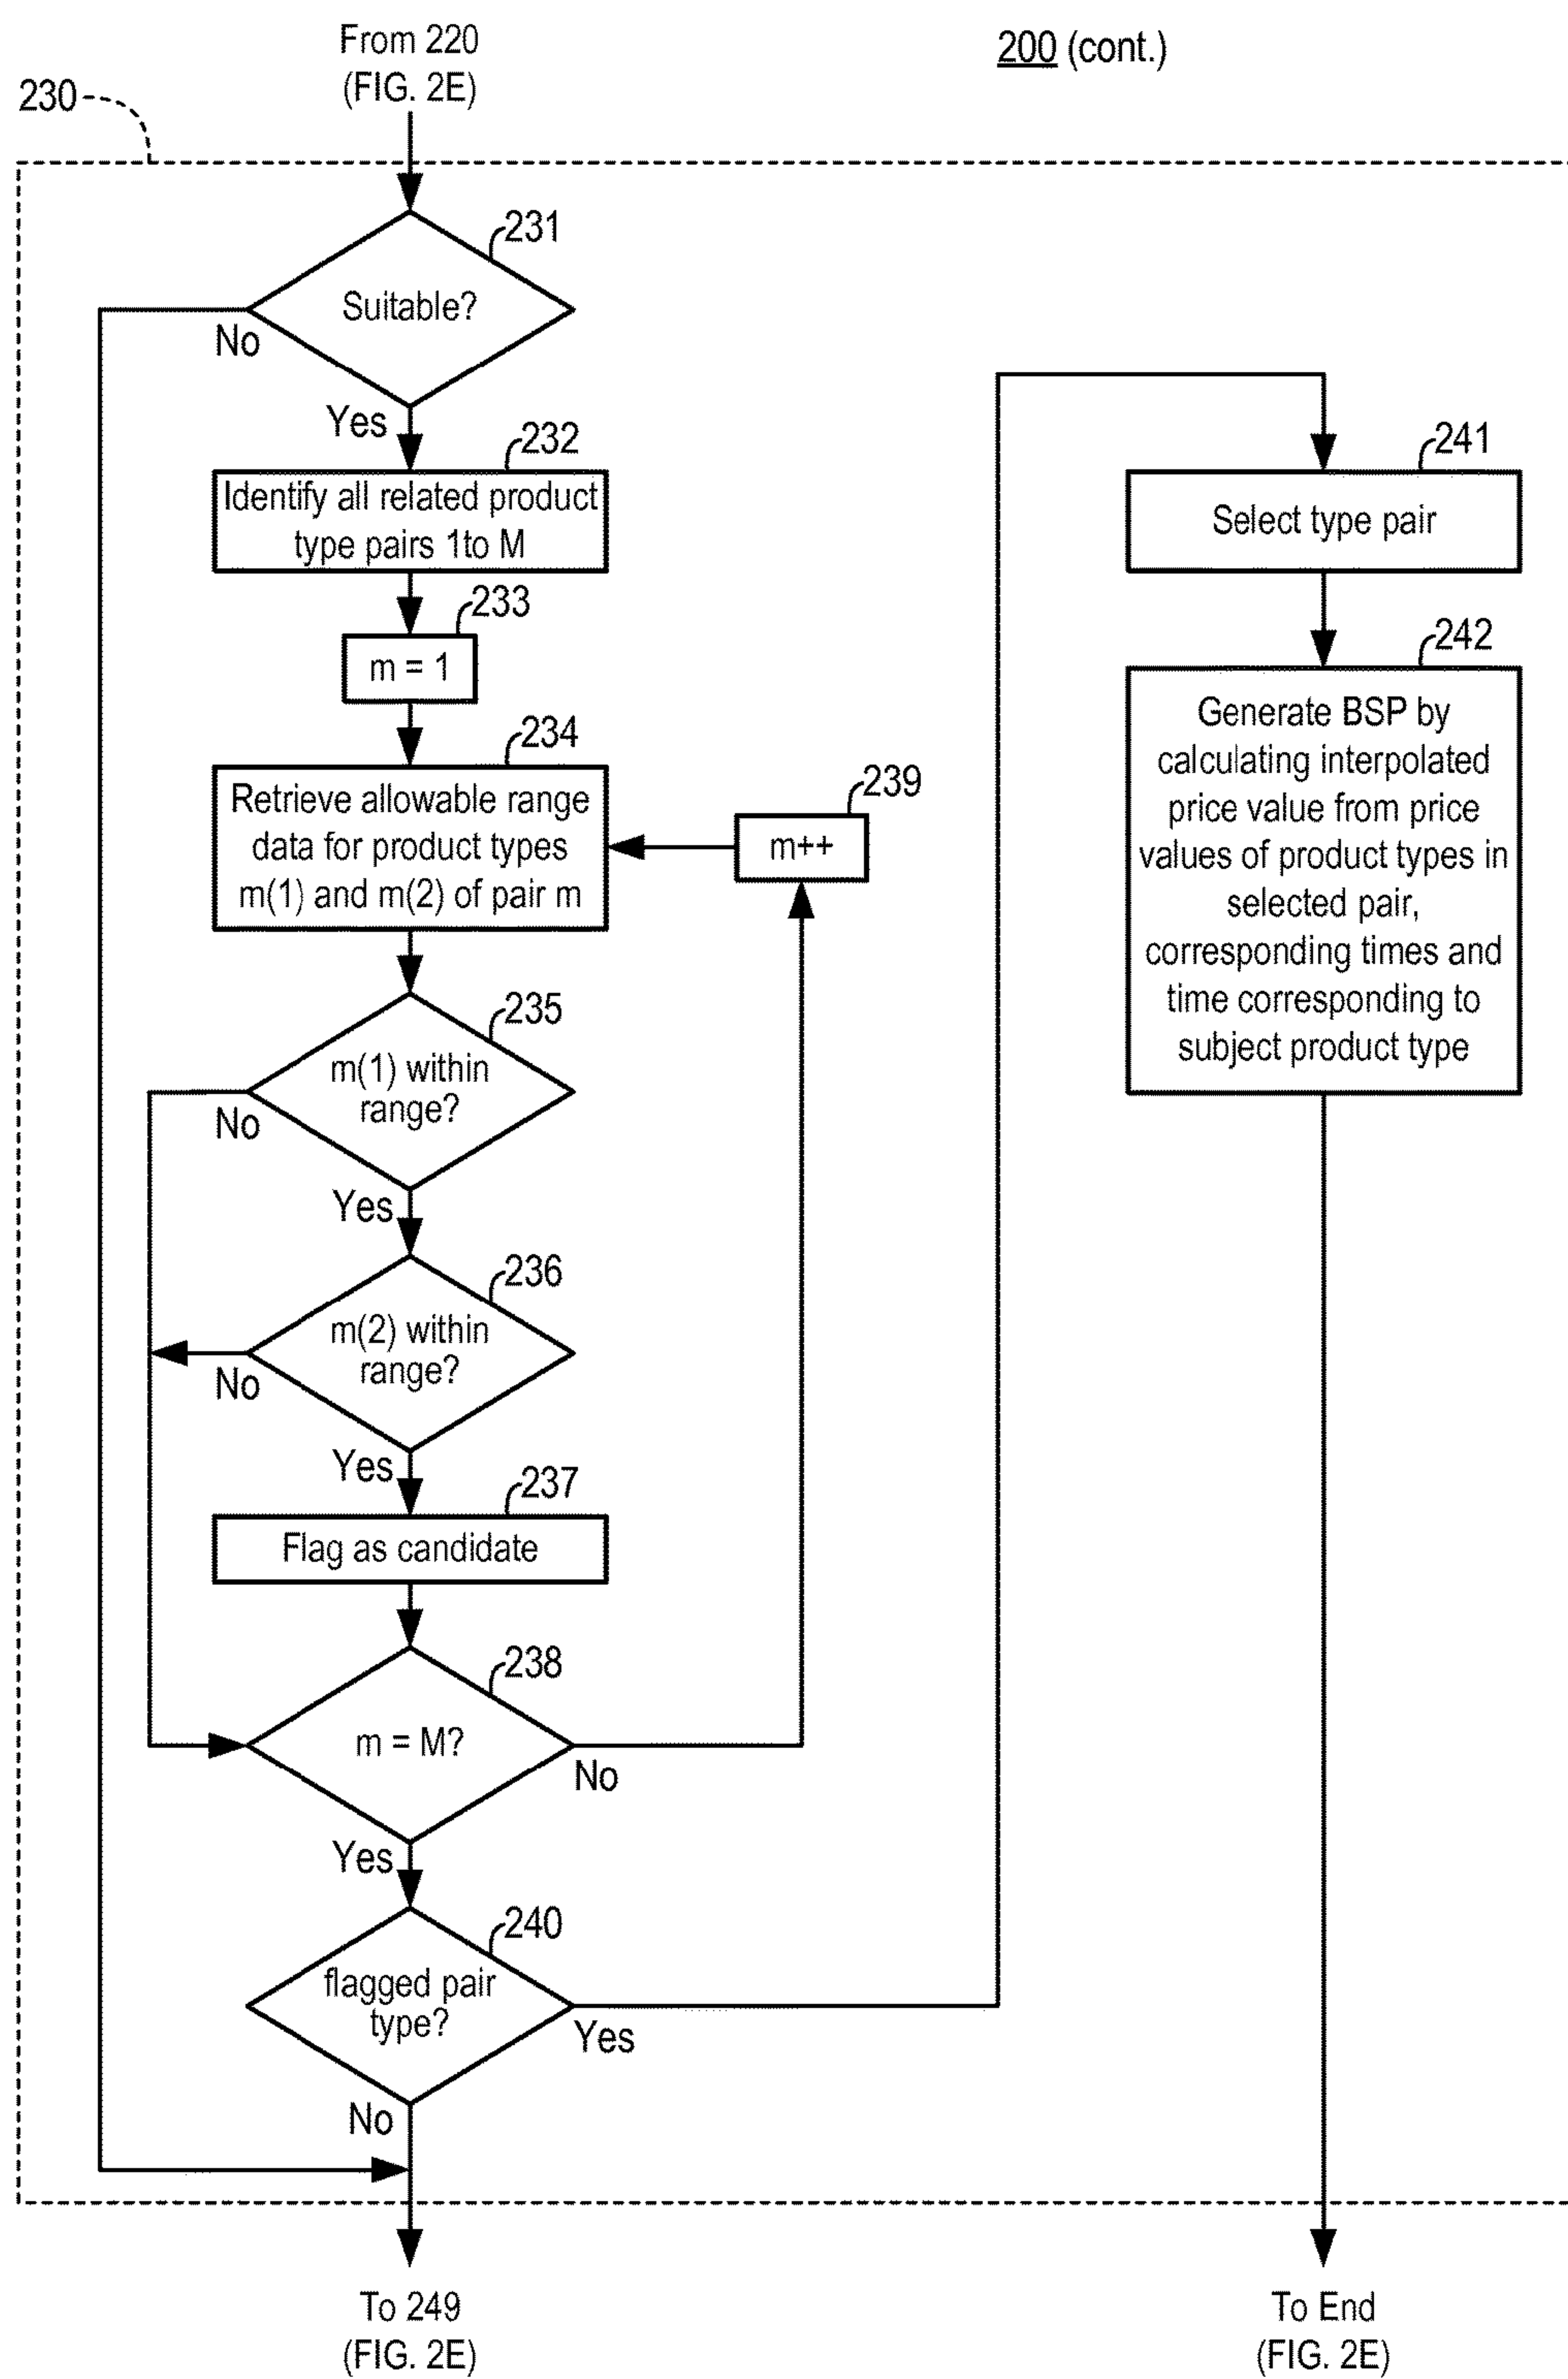 From 220
(FIG. 2E)
200 (cont.)
230
231
Suitable?
No
Yes
232
Identify all related product
type pairs 1to M
233
m = 1
234
Retrieve allowable range
data for product types
m(1) and m(2) of pair m
239
m++
235
m(1) within
range?
No
Yes
236
m(2) within
range?
No
Yes
237
Flag as candidate
238
m = M?
No
Yes
240
flagged pair
type?
Yes
No
To 249
(FIG. 2E)
241
Select type pair
242
Generate BSP by
calculating interpolated
price value from price
values of product types in
selected pair,
corresponding times and
time corresponding to
subject product type
To End
(FIG. 2E)